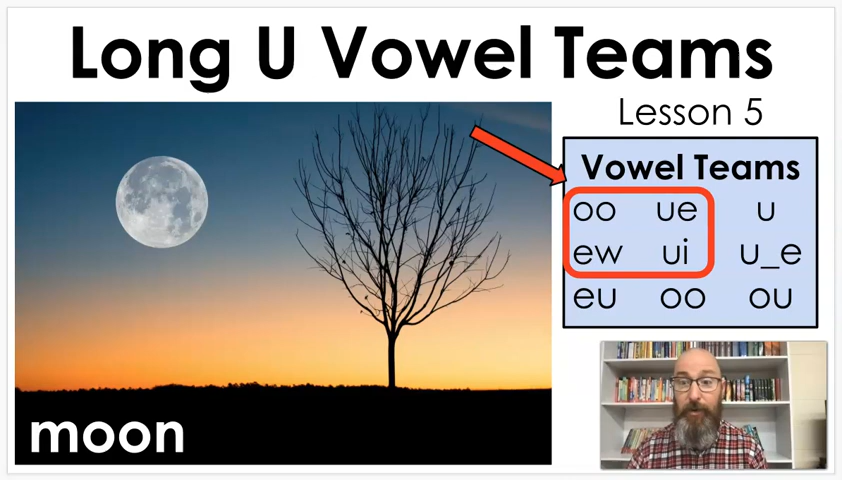 Long U Vowel Teams
Lesson 5
Vowel Teams
oo ue u
ew ui u_e
eu oo ou
moon